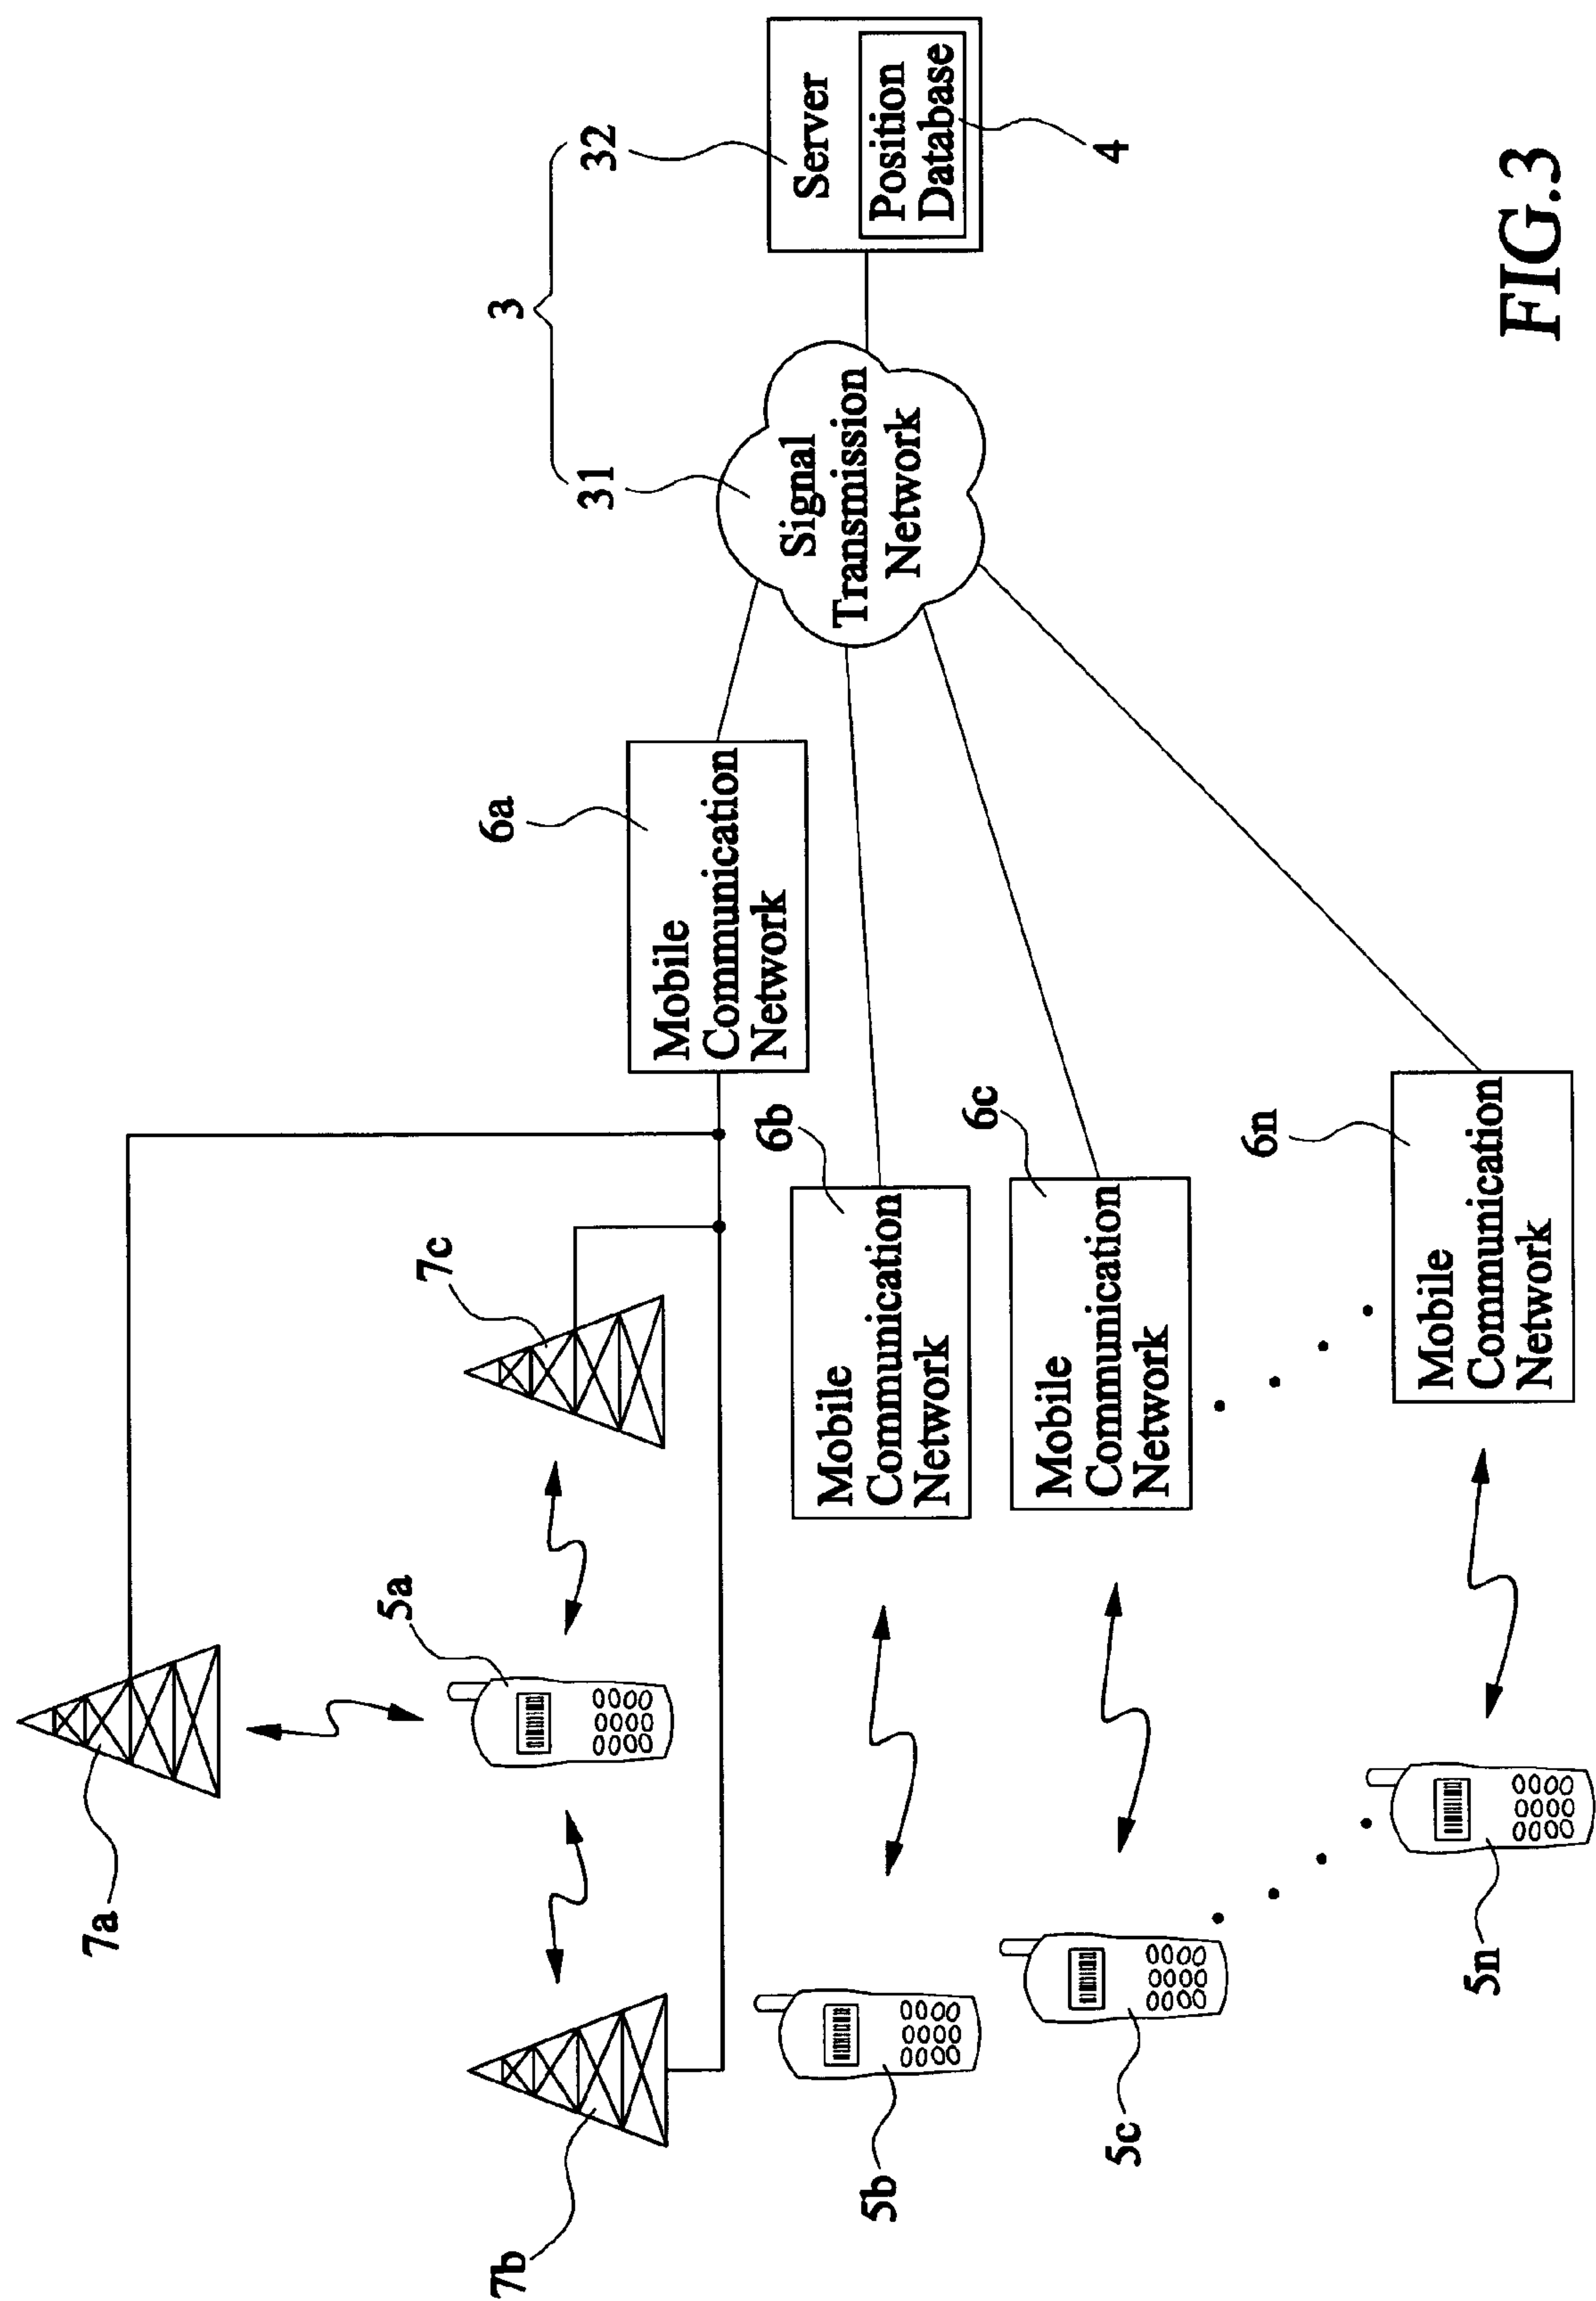 7a
7b
5a
7c
6a
Mobile
Communication
Network
3
31
32
Signal
Transmission
Network
Server
Position
Database
4
5b
6b
Mobile
Communication
Network
5c
6c
Mobile
Communication
Network
5n
6n
Mobile
Communication
Network
FIG.3